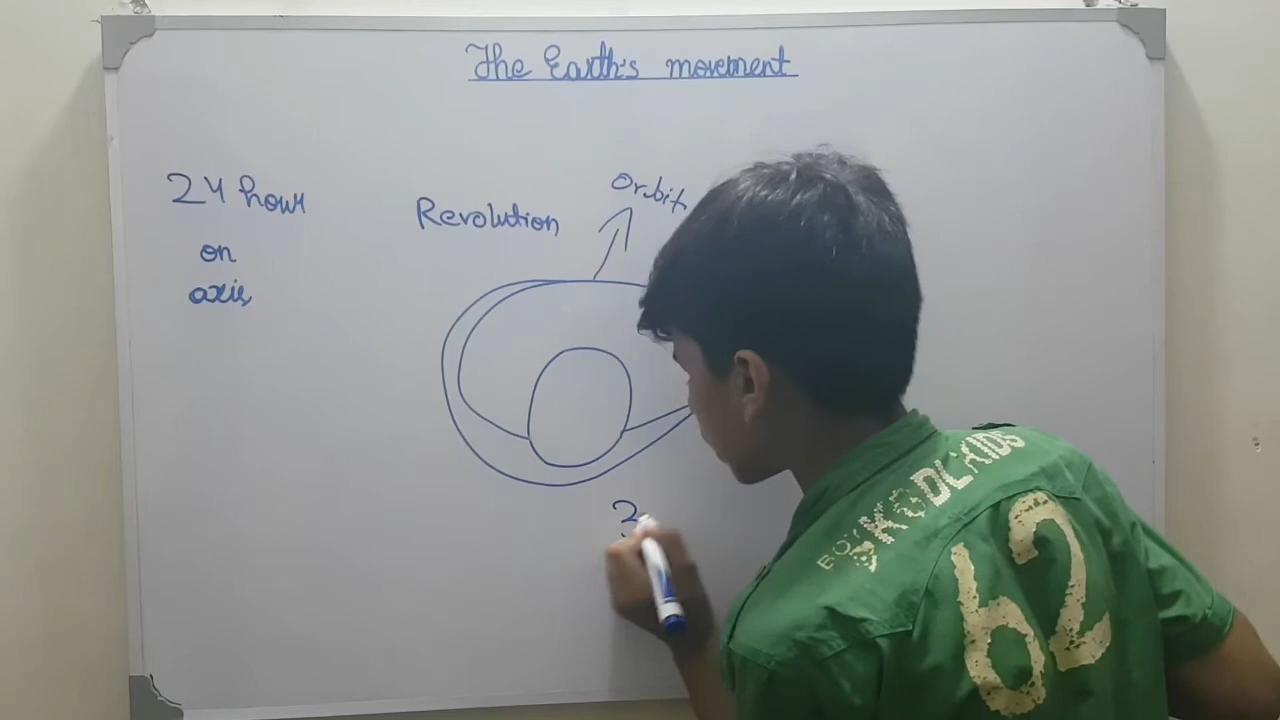 The Earth's movement
24 hour
on
axis
Revolution
Orbit
3
62